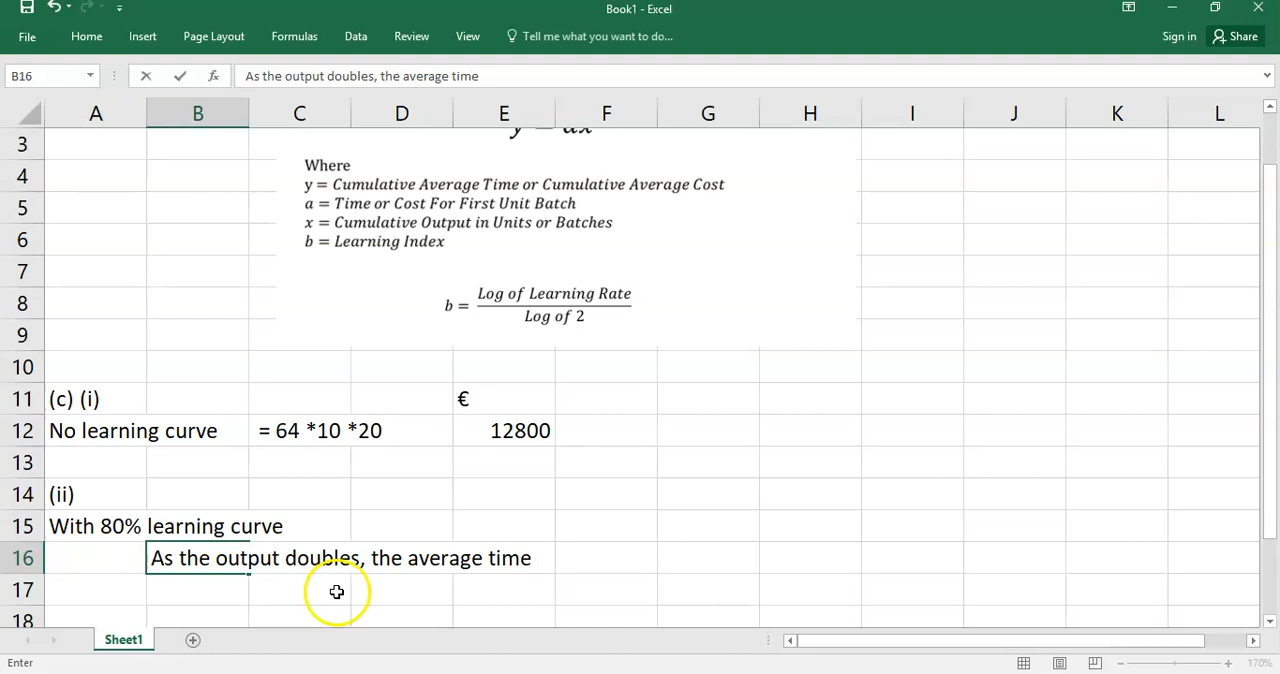 Book1 - Excel
File Home Insert Page Layout Formulas Data Review View Tell me what you want to do... Sign in Share
B16 fx As the output doubles, the average time
A B C D E F G H I J K L
3
4
5
6
7
8
9
10
Where
y = Cumulative Average Time or Cumulative Average Cost
a = Time or Cost For First Unit Batch
x = Cumulative Output in Units or Batches
b = Learning Index
b = Log of Learning Rate
Log of 2
11 (c) (i) €
12 No learning curve = 64 *10 *20 12800
13
14 (ii)
15 With 80% learning curve
16 As the output doubles, the average time
17
18
Sheet1
Enter 170%